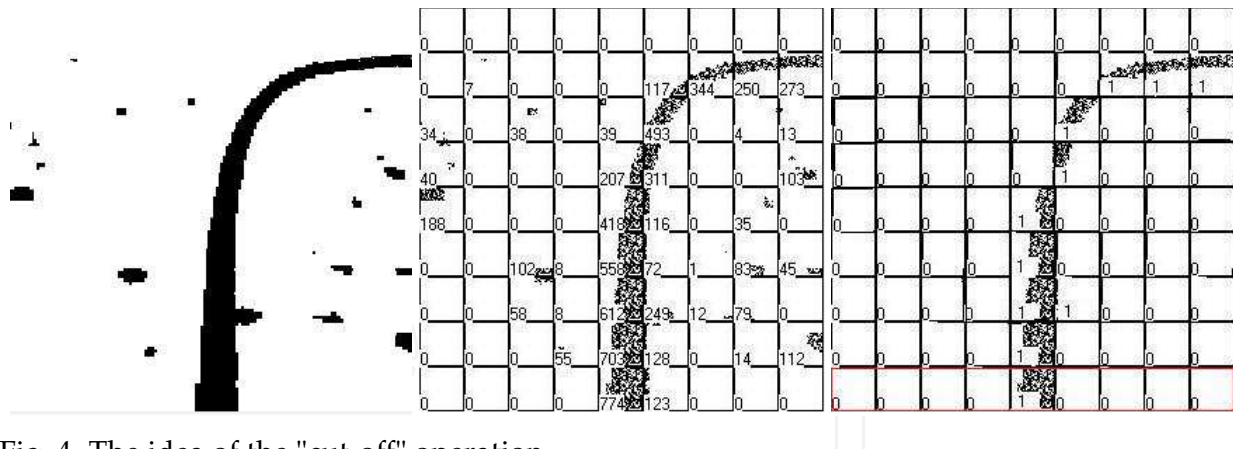 0 0 0 0 0 0 0 0 0 0 0 0 0 0 0 0 0 0
0 7 0 0 0 117 344 250 273 0 0 0 0 0 0 1 1 1
34 0 38 0 39 493 0 4 13 0 0 0 0 0 1 0 0 0
40 0 0 0 207 311 0 0 103 0 0 0 0 0 1 0 0 0
188 0 0 0 418 116 0 35 0 0 0 0 0 1 0 0 0 0
0 0 102 8 558 72 1 83 45 0 0 0 0 1 0 0 0 0
0 0 58 8 612 249 12 79 0 0 0 0 0 1 1 0 0 0
0 0 0 55 703 128 0 14 112 0 0 0 0 1 0 0 0 0
0 0 0 0 774 123 0 0 0 0 0 0 0 1 0 0 0 0
Fig. 4. The idea of the "cut-off" operation